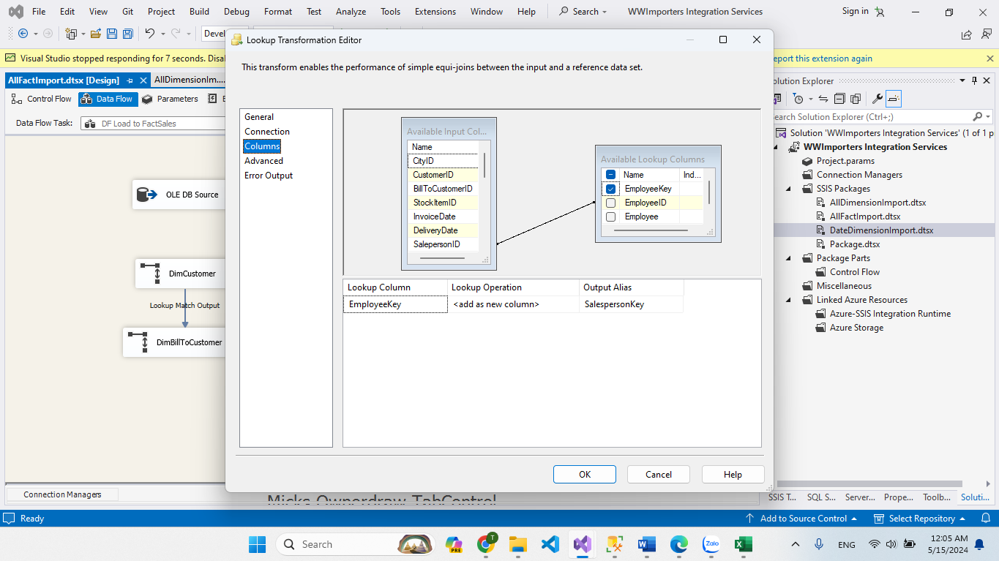 File Edit View Git Project Build Debug Format Test Analyze Tools Extensions Window Help Search WWImporters Integration Services Sign in
Visual Studio stopped responding for 7 seconds.
eport this extension again
AllFactImport.dtsx [Design] AllDimensionIm....
Control Flow Data Flow Parameters
Data Flow Task: DF Load to FactSales
OLE DB Source
DimCustomer
Lookup Match Output
DimBillToCustomer
Connection Managers
Lookup Transformation Editor
This transform enables the performance of simple equi-joins between the input and a reference data set.
General
Connection
Columns
Advanced
Error Output
Available Input Col...
Name
CityID
CustomerID
BillToCustomerID
StockItemID
InvoiceDate
DeliveryDate
SalepersonID
Available Lookup Columns
Name Ind...
EmployeeKey
EmployeeID
Employee
Lookup Column Lookup Operation Output Alias
EmployeeKey <add as new column> SalespersonKey
OK Cancel Help
Micks Ownerdraw TabControl
olution Explorer
earch Solution Explorer (Ctrl+;)
Solution 'WWImporters Integration Services' (1 of 1 p
WWImporters Integration Services
Project.params
Connection Managers
SSIS Packages
AllDimensionImport.dtsx
AllFactImport.dtsx
DateDimensionImport.dtsx
Package.dtsx
Package Parts
Control Flow
Miscellaneous
Linked Azure Resources
Azure-SSIS Integration Runtime
Azure Storage
SSIS T... SQL S... Server... Prope... Toolb... Soluti...
Ready Add to Source Control Select Repository
Search PRE T Zalo ENG 12:05 AM
5/15/2024